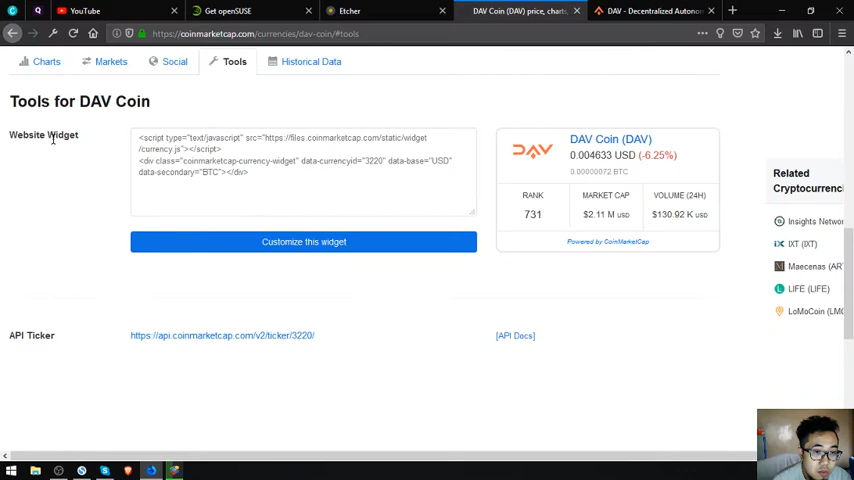 YouTube
Get openSUSE
Etcher
DAV Coin (DAV) price, charts,
DAV - Decentralized Autonom
https://coinmarketcap.com/currencies/dav-coin/#tools
Charts
Markets
Social
Tools
Historical Data
Tools for DAV Coin
Website Widget
<script type="text/javascript" src="https://files.coinmarketcap.com/static/widget
/currency.js"></script>
<div class="coinmarketcap-currency-widget" data-currencyid="3220" data-base="USD"
data-secondary="BTC"></div>
Customize this widget
DAV
DAV Coin (DAV)
0.004633 USD (-6.25%)
0.00000072 BTC
RANK
731
MARKET CAP
$2.11 M USD
VOLUME (24H)
$130.92 K USD
Powered by CoinMarketCap
Related
Cryptocurrenci
Insights Networ
IXT (IXT)
Maecenas (AR
LIFE (LIFE)
LoMoCoin (LMC
API Ticker
https://api.coinmarketcap.com/v2/ticker/3220/
[API Docs]